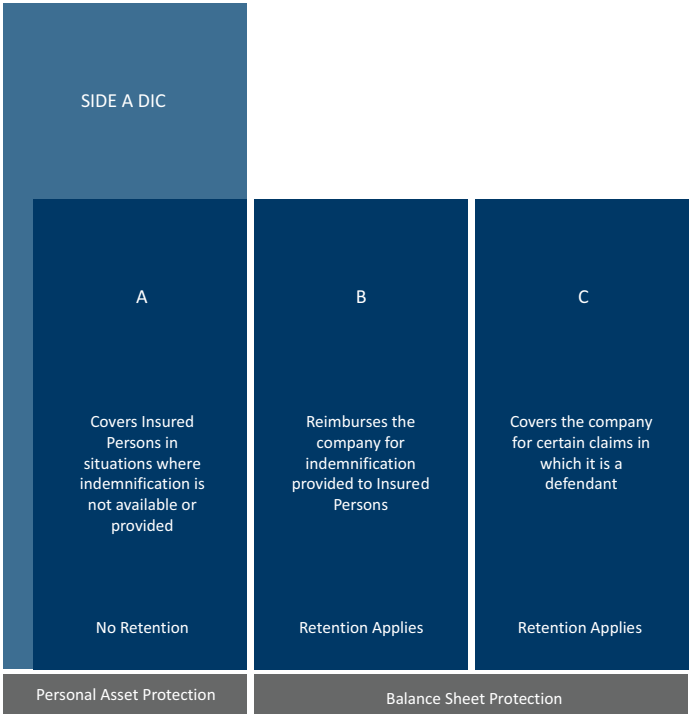 SIDE A DIC
A
Covers Insured
Persons in
situations where
indemnification is
not available or
provided
No Retention
B
Reimburses the
company for
indemnification
provided to Insured
Persons
Retention Applies
C
Covers the company
for certain claims in
which it is a
defendant
Retention Applies
Personal Asset Protection
Balance Sheet Protection